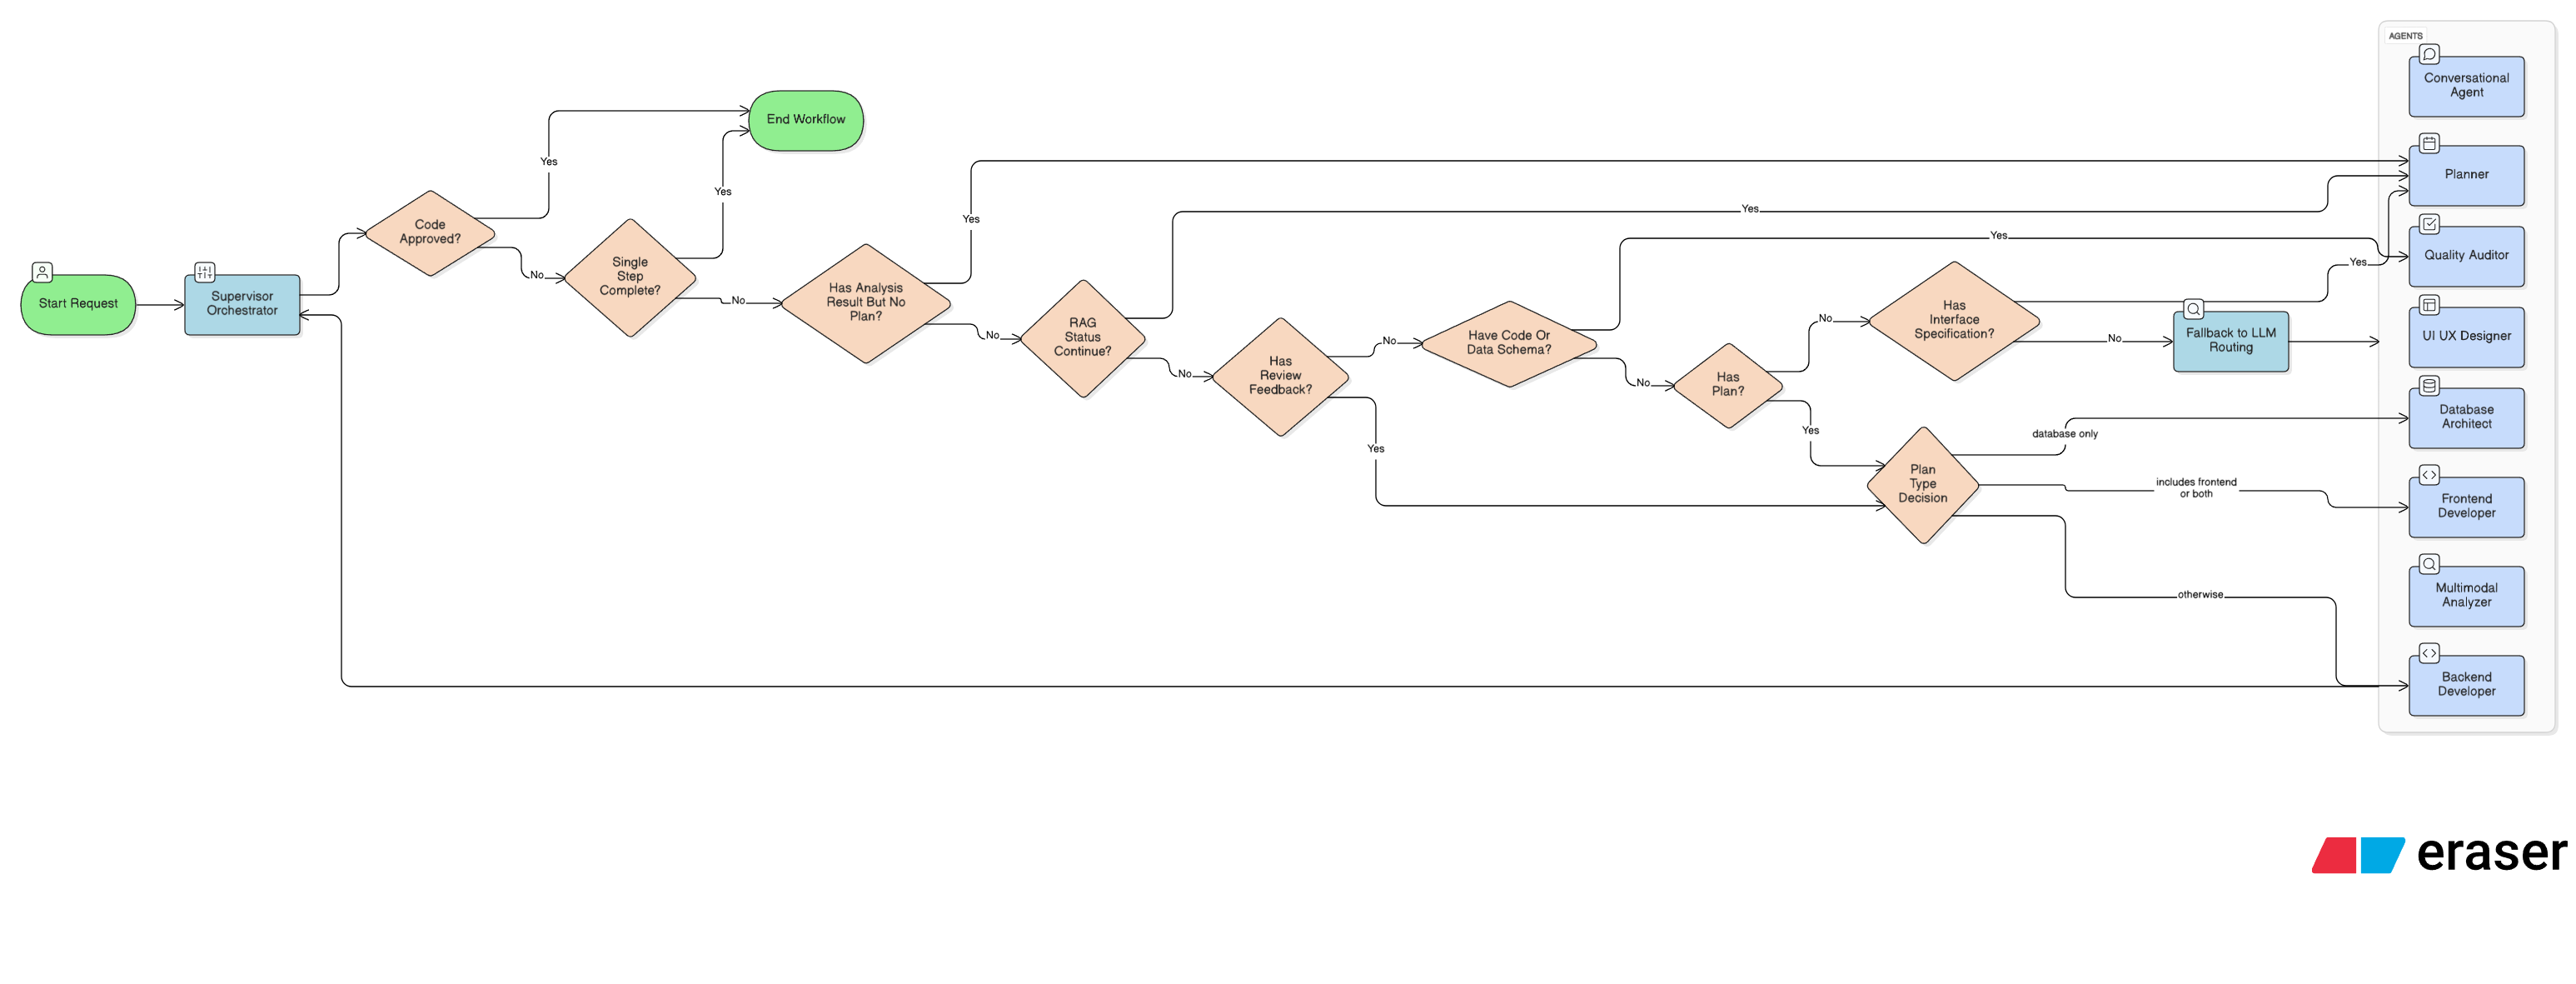 AGENTS
Conversational
Agent
End Workflow
Yes
Planner
Yes
Yes
Yes
Code
Approved?
Yes
Quality Auditor
Yes
Single
Step
Complete?
No
Has Analysis
Result But No
Plan?
No
Start Request
Supervisor
Orchestrator
RAG
Status
Continue?
No
Has
Interface
Specification?
No
Fallback to LLM
Routing
UI UX Designer
No
Have Code Or
Data Schema?
No
Has
Review
Feedback?
No
Has
Plan?
No
Database
Architect
Yes
Yes
database only
Plan
Type
Decision
includes frontend
or both
Frontend
Developer
Multimodal
Analyzer
otherwise
Backend
Developer
eraser